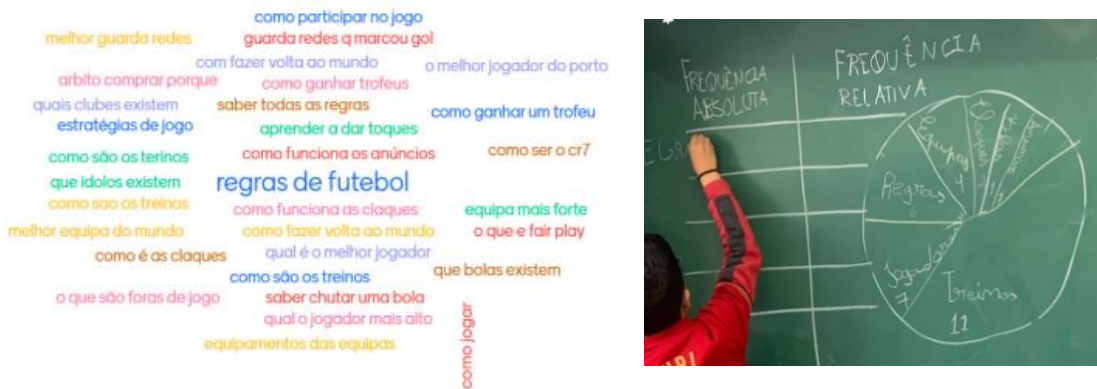 como participar no jogo
melhor guarda redes
guarda redes q marcou gol
com fazer volta ao mundo
o melhor jogador do porto
arbito comprar porque
como ganhar trofeus
quais clubes existem
saber todas as regras
como ganhar um trofeu
estratégias de jogo
aprender a dar toques
como são os terinos
como funciona os anúncios
como ser o cr7
que idolos existem
regras de futebol
como sao os treinos
como funciona as claques
equipa mais forte
melhor equipa do mundo
como fazer volta ao mundo
o que e fair play
como é as claques
qual é o melhor jogador
que bolas existem
como são os treinos
o que são foras de jogo
saber chutar uma bola
qual o jogador mais alto
como jogar
equipamentos das equipas
FREQUÊNCIA
ABSOLUTA
FREQUÊNCIA
RELATIVA
Equipas
4
Claques
2
Regras
6
Jogadores
7
Treinos
11